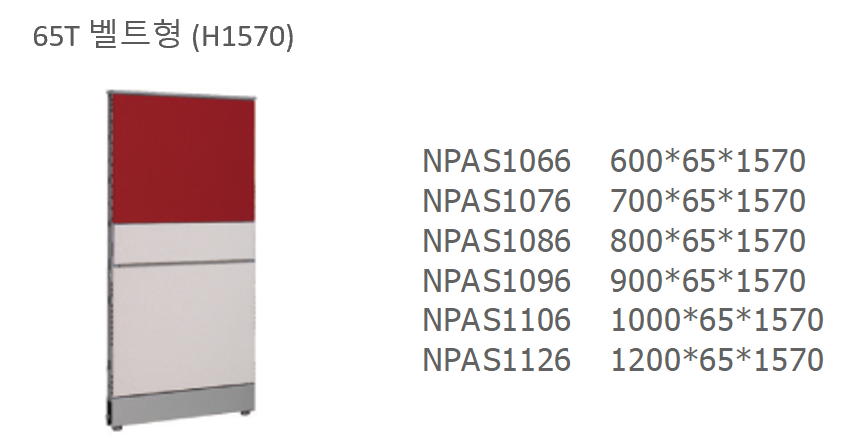 65T 벨트형 (H1570)
NPAS1066 600*65*1570
NPAS1076 700*65*1570
NPAS1086 800*65*1570
NPAS1096 900*65*1570
NPAS1106 1000*65*1570
NPAS1126 1200*65*1570